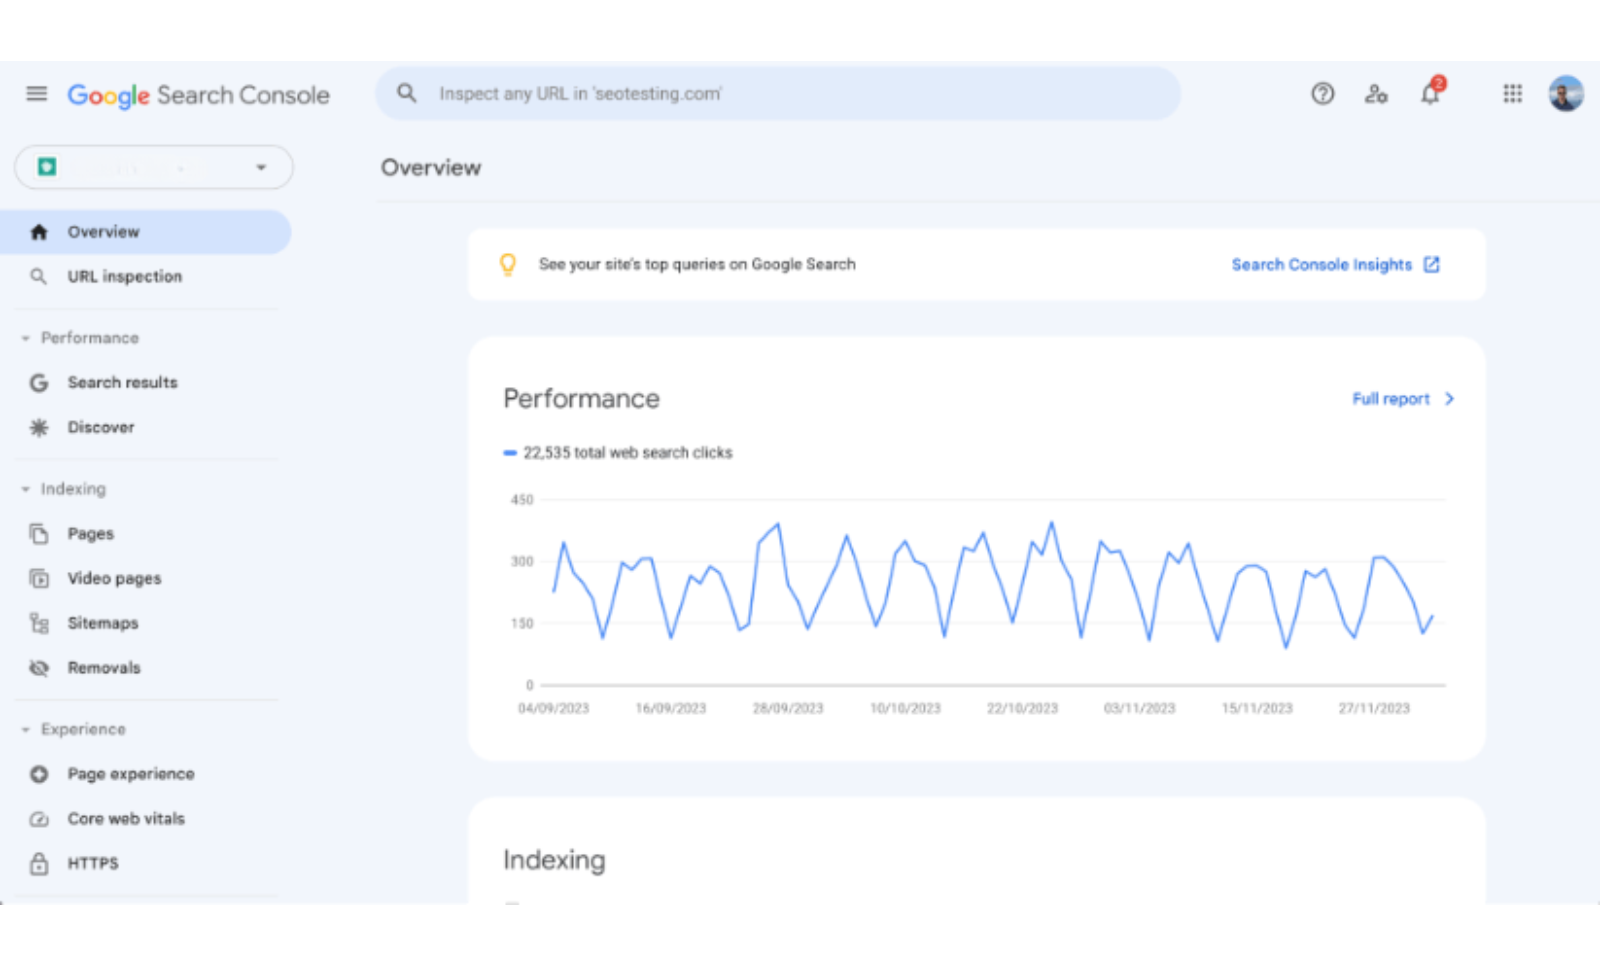 Google Search Console
Inspect any URL in 'seotesting.com'
2
Overview
Overview
URL inspection
Performance
Search results
Discover
Indexing
Pages
Video pages
Sitemaps
Removals
Experience
Page experience
Core web vitals
HTTPS
See your site's top queries on Google Search
Search Console Insights
Performance
Full report
22,535 total web search clicks
450
300
150
0
04/09/2023 16/09/2023 28/09/2023 10/10/2023 22/10/2023 03/11/2023 15/11/2023 27/11/2023
Indexing